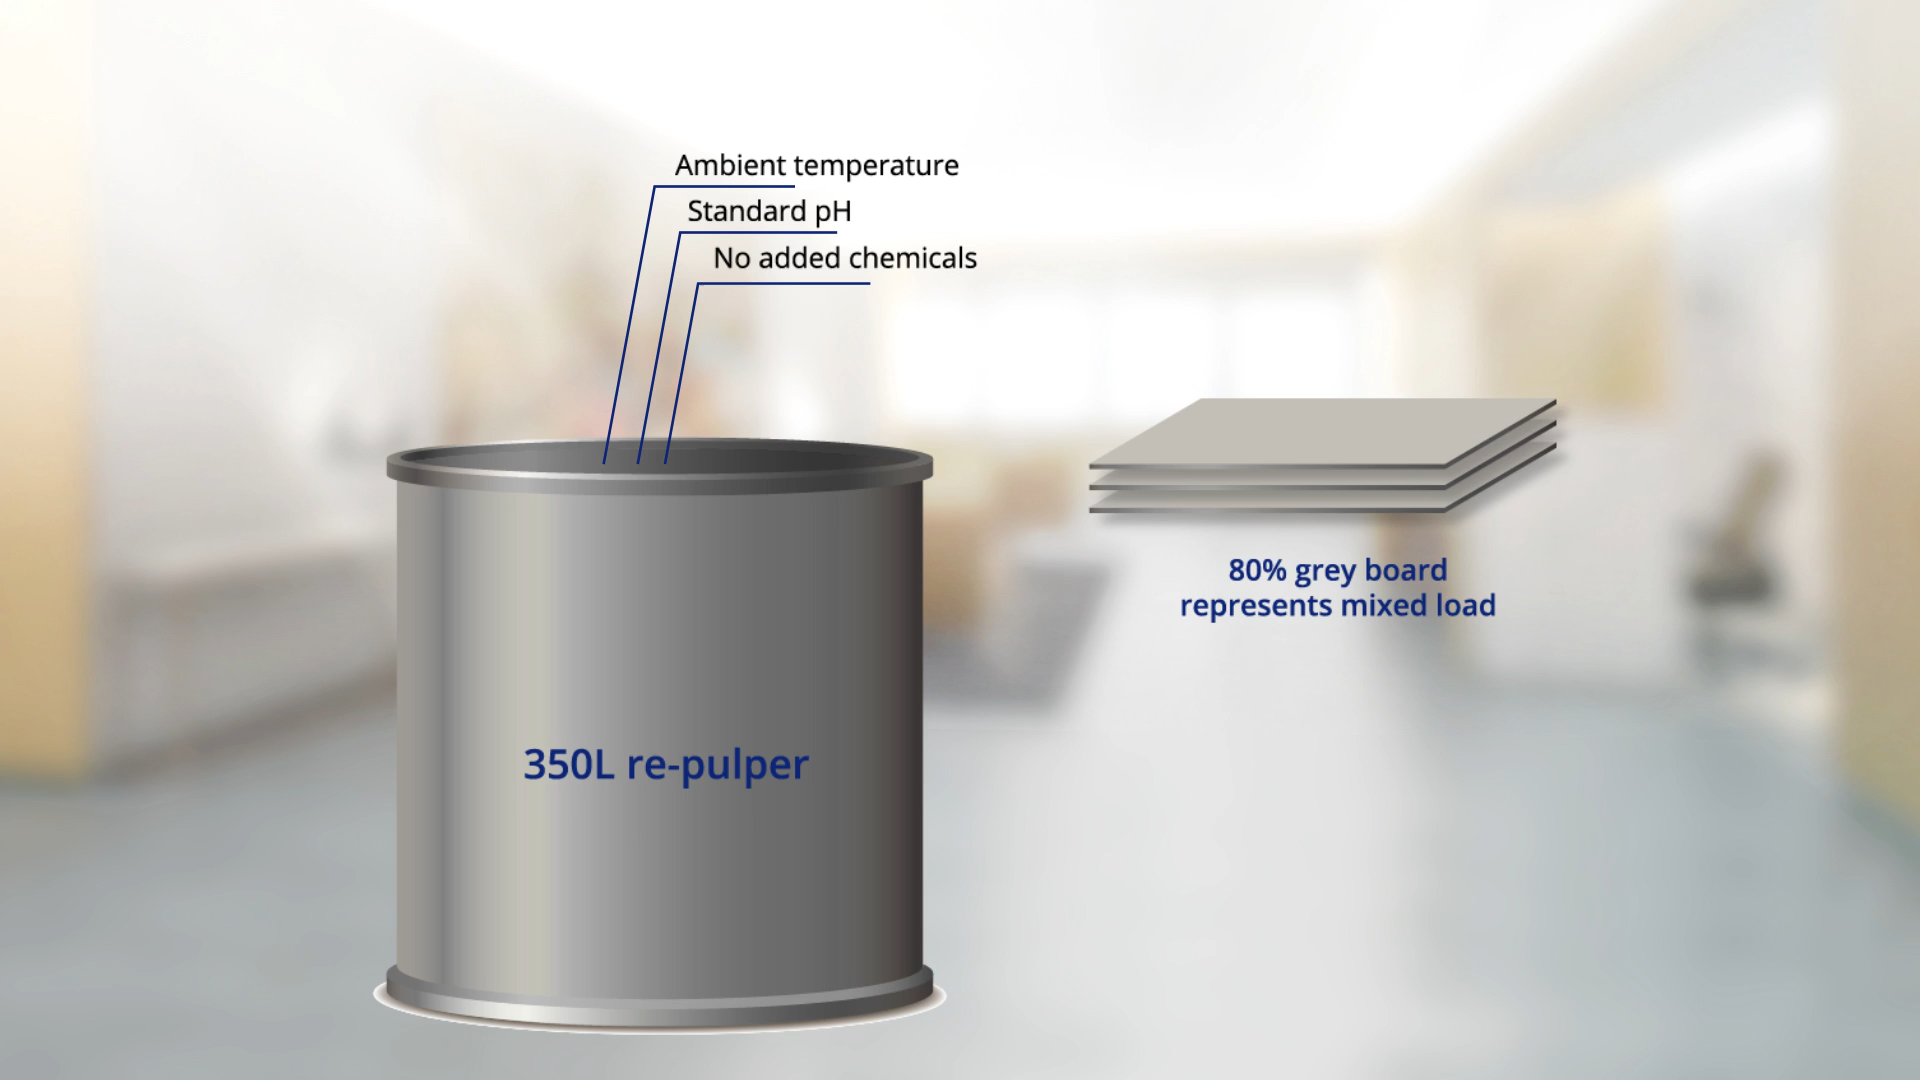 Ambient temperature
Standard pH
No added chemicals
80% grey board
represents mixed load
350L re-pulper